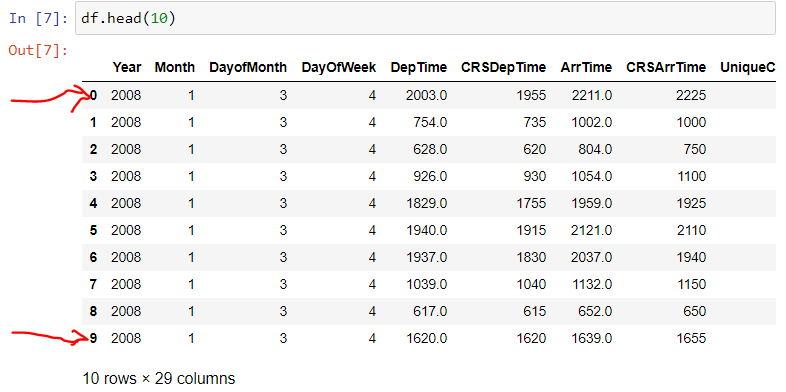 In [7]: df.head(10)
Out[7]:
Year Month DayofMonth DayOfWeek DepTime CRSDepTime ArrTime CRSArrTime UniqueC
0 2008 1 3 4 2003.0 1955 2211.0 2225
1 2008 1 3 4 754.0 735 1002.0 1000
2 2008 1 3 4 628.0 620 804.0 750
3 2008 1 3 4 926.0 930 1054.0 1100
4 2008 1 3 4 1829.0 1755 1959.0 1925
5 2008 1 3 4 1940.0 1915 2121.0 2110
6 2008 1 3 4 1937.0 1830 2037.0 1940
7 2008 1 3 4 1039.0 1040 1132.0 1150
8 2008 1 3 4 617.0 615 652.0 650
9 2008 1 3 4 1620.0 1620 1639.0 1655
10 rows × 29 columns